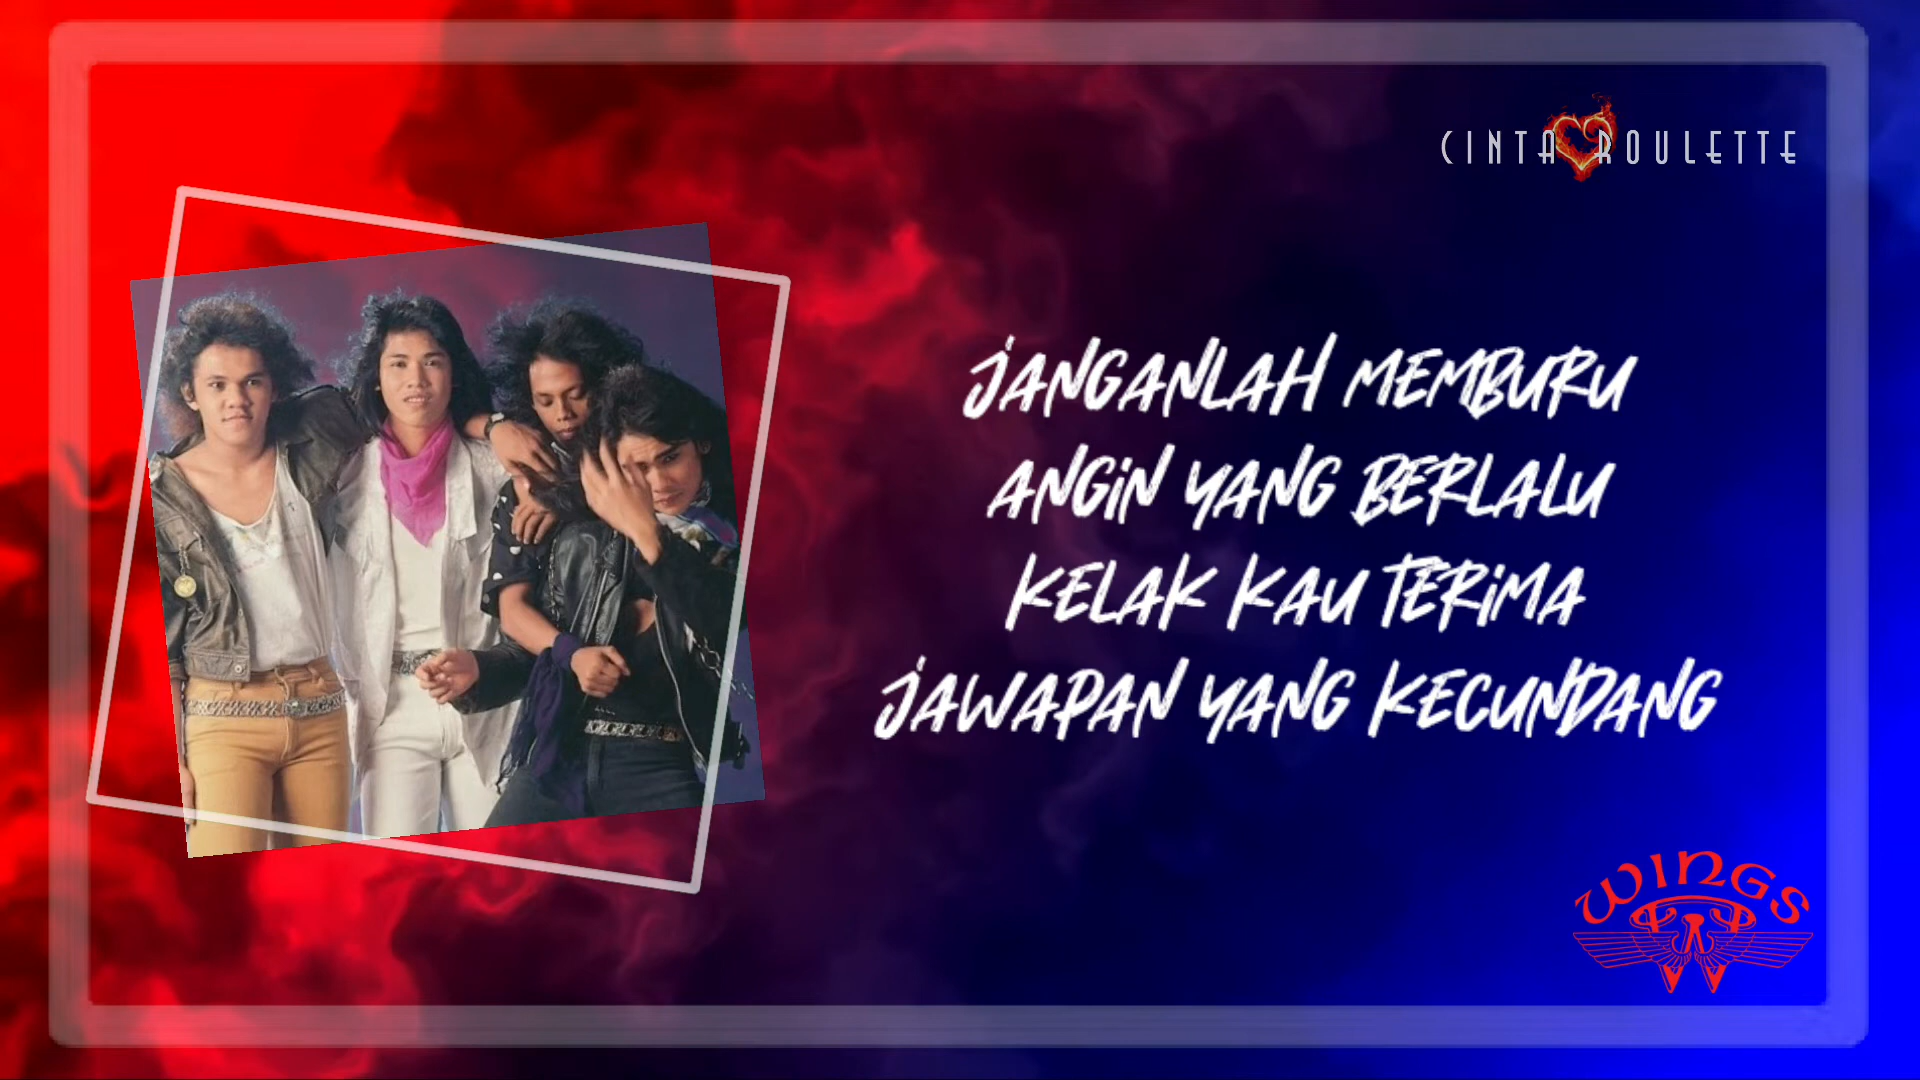 CINTA ROULETTE
JANGANLAH MEMBURU
ANGIN YANG BERLALU
KELAK KAU TERIMA
JAWAPAN YANG KECUNDANG
WINGS